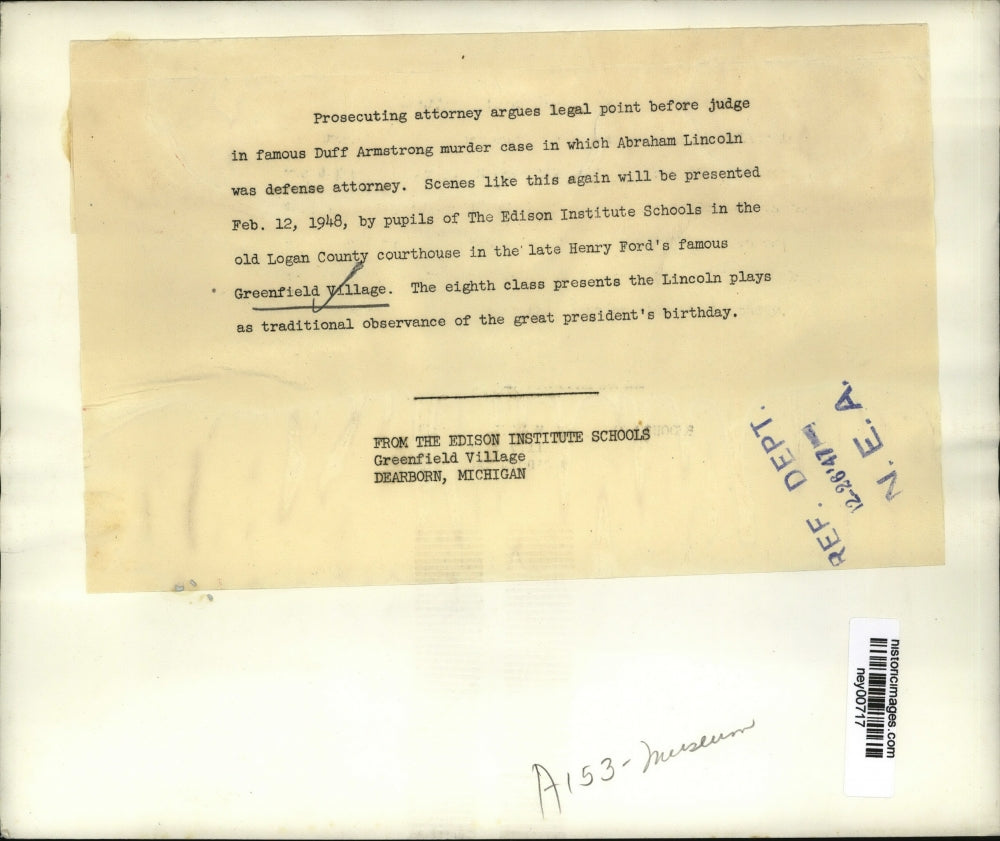 Prosecuting attorney argues legal point before judge
in famous Duff Armstrong murder case in which Abraham Lincoln
was defense attorney. Scenes like this again will be presented
Feb. 12, 1948, by pupils of The Edison Institute Schools in the
old Logan County courthouse in the late Henry Ford's famous
Greenfield Village. The eighth class presents the Lincoln plays
as traditional observance of the great president's birthday.
FROM THE EDISON INSTITUTE SCHOOLS
Greenfield Village
DEARBORN, MICHIGAN
REF. DEPT.
12-26'47
N. E. A.
historicimages.com
ney00717
A153-Museum